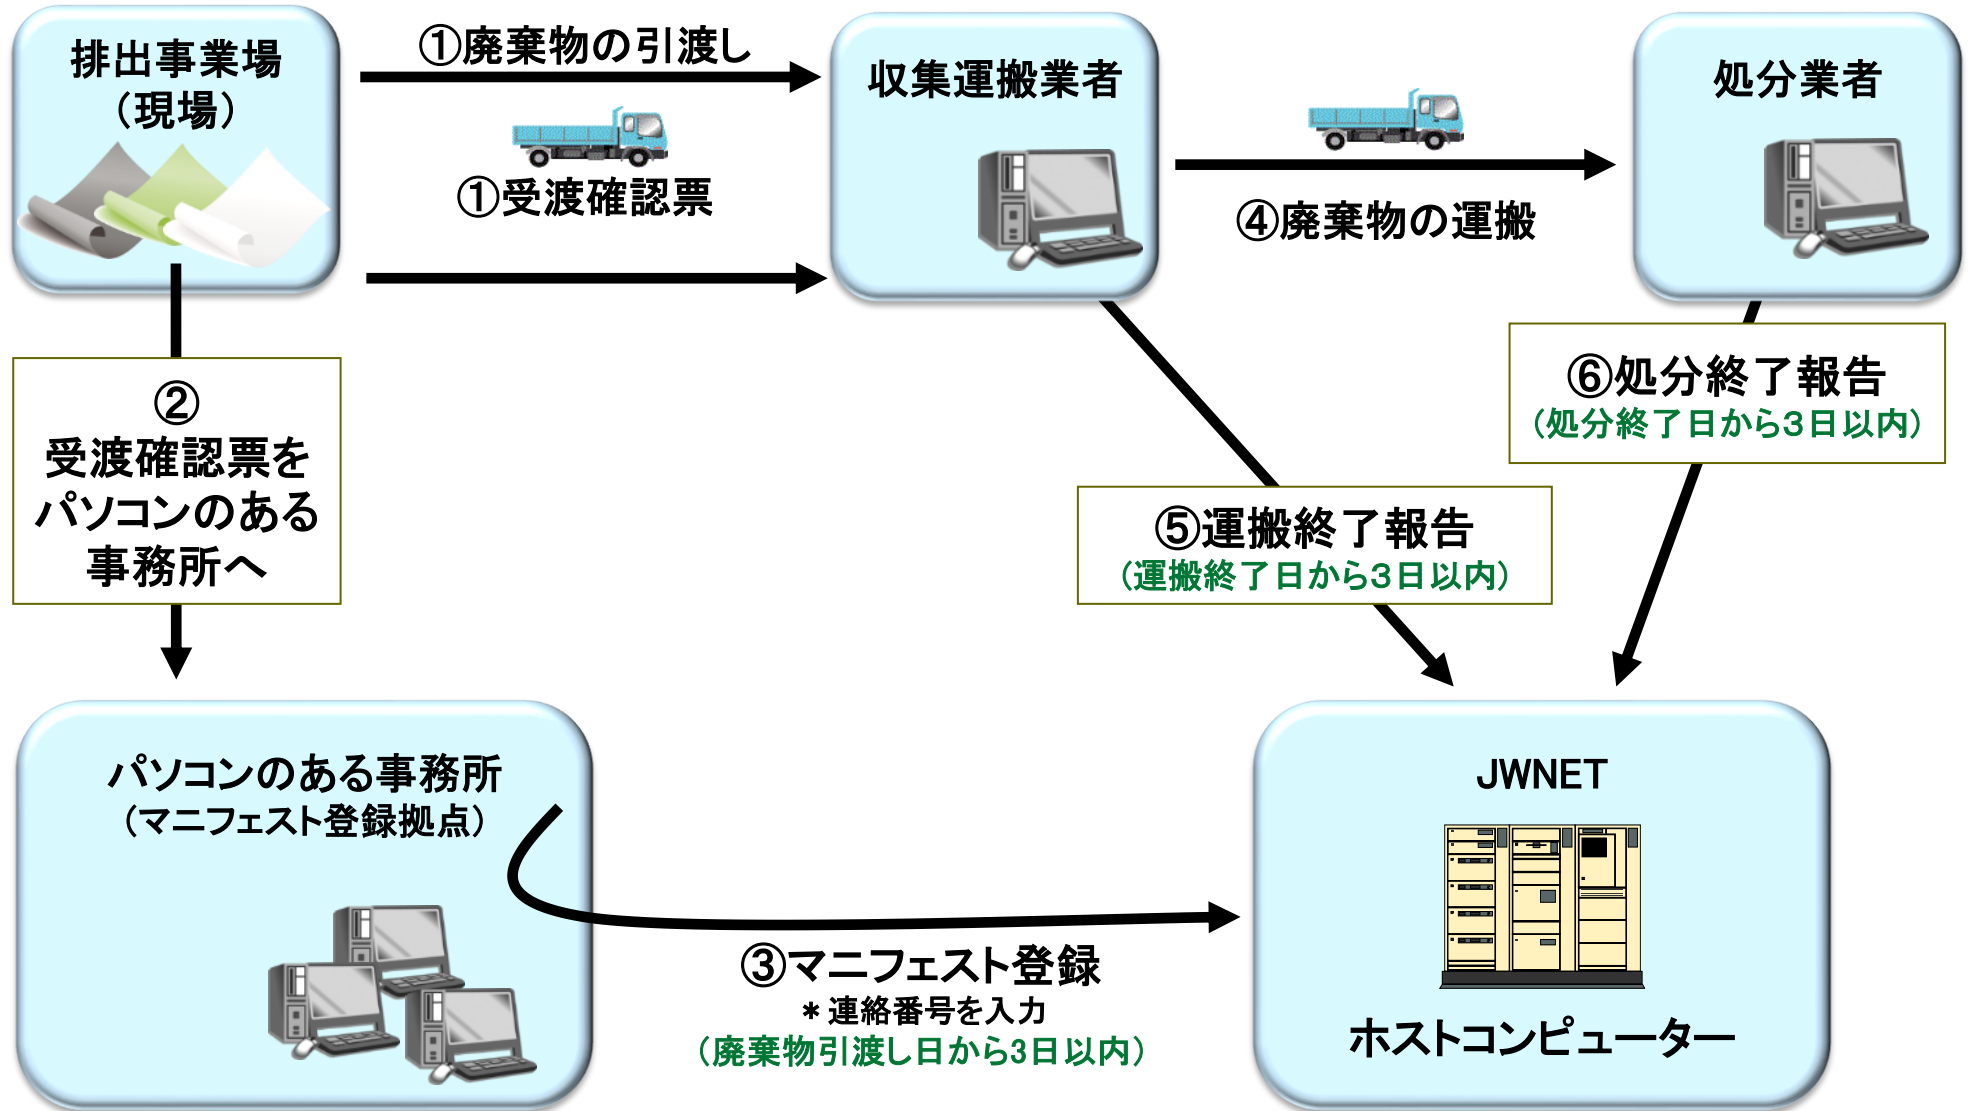 排出事業場
（現場）
①廃棄物の引渡し
①受渡確認票
収集運搬業者
④廃棄物の運搬
処分業者
②
受渡確認票を
パソコンのある
事務所へ
⑥処分終了報告
（処分終了日から３日以内）
⑤運搬終了報告
（運搬終了日から３日以内）
パソコンのある事務所
（マニフェスト登録拠点）
③マニフェスト登録
＊連絡番号を入力
（廃棄物引渡し日から3日以内）
JWNET
ホストコンピューター